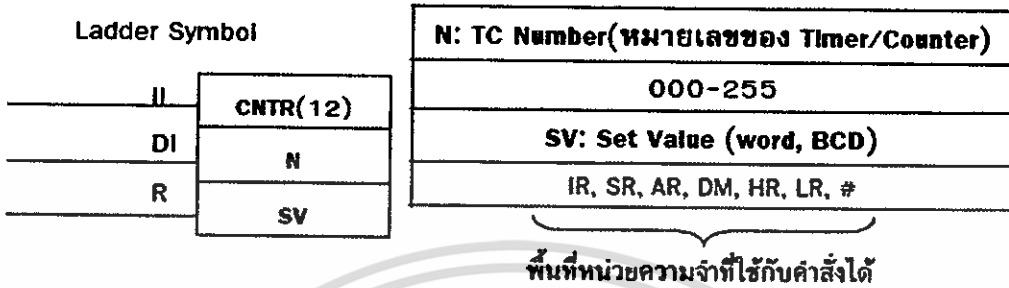 Ladder Symbol
II
CNTR(12)
DI
N
R
SV
N: TC Number(หมายเลขของ Timer/Counter)
000-255
SV: Set Value (word, BCD)
IR, SR, AR, DM, HR, LR, #
พื้นที่หน่วยความจำที่ใช้กับคำสั่งได้